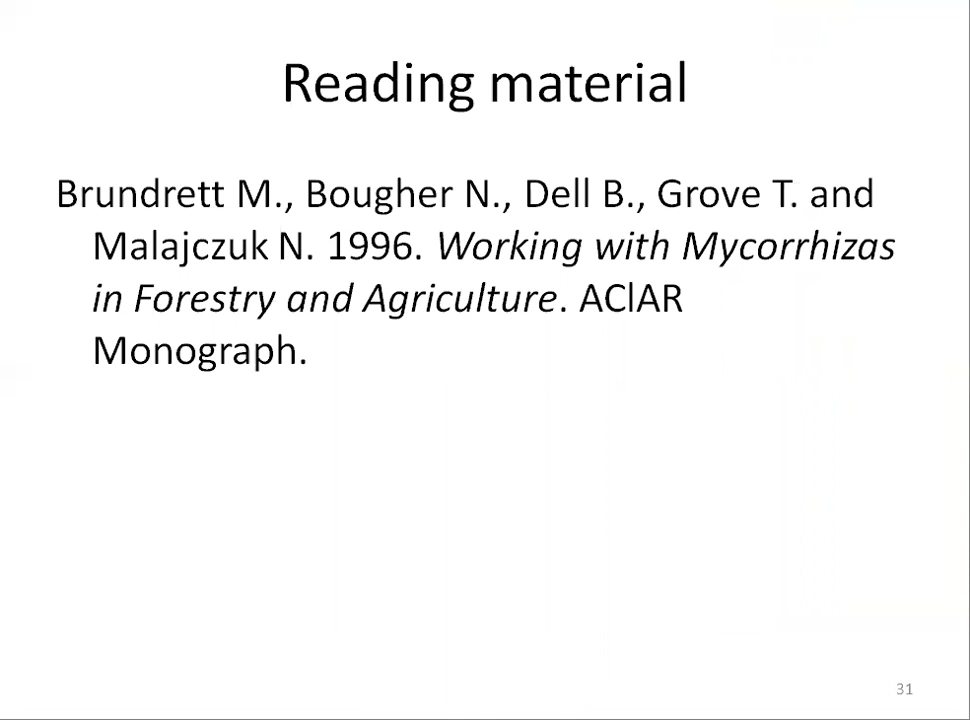 Reading material
Brundrett M., Bougher N., Dell B., Grove T. and
Malajczuk N. 1996. Working with Mycorrhizas
in Forestry and Agriculture. AClAR
Monograph.
31